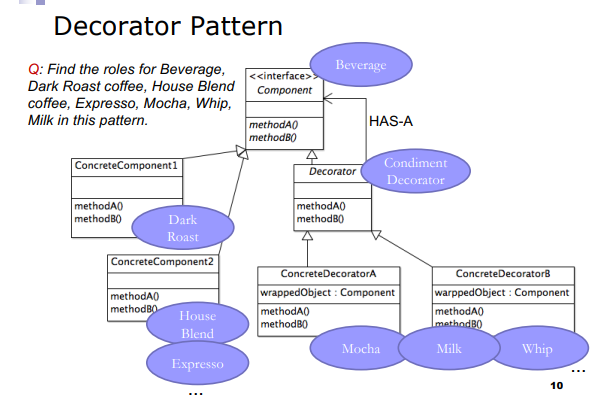 Decorator Pattern
Q: Find the roles for Beverage,
Dark Roast coffee, House Blend
coffee, Expresso, Mocha, Whip,
Milk in this pattern.
Beverage
<<interface>>
Component
methodA()
methodB()
HAS-A
ConcreteComponent1
methodA()
methodB()
Dark
Roast
Decorator
methodA()
methodB()
Condiment
Decorator
ConcreteComponent2
methodA()
methodB()
House
Blend
Expresso
...
ConcreteDecoratorA
wrappedObject : Component
methodA()
methodB()
ConcreteDecoratorB
warppedObject : Component
methodA()
methodB()
Mocha
Milk
Whip
...
10